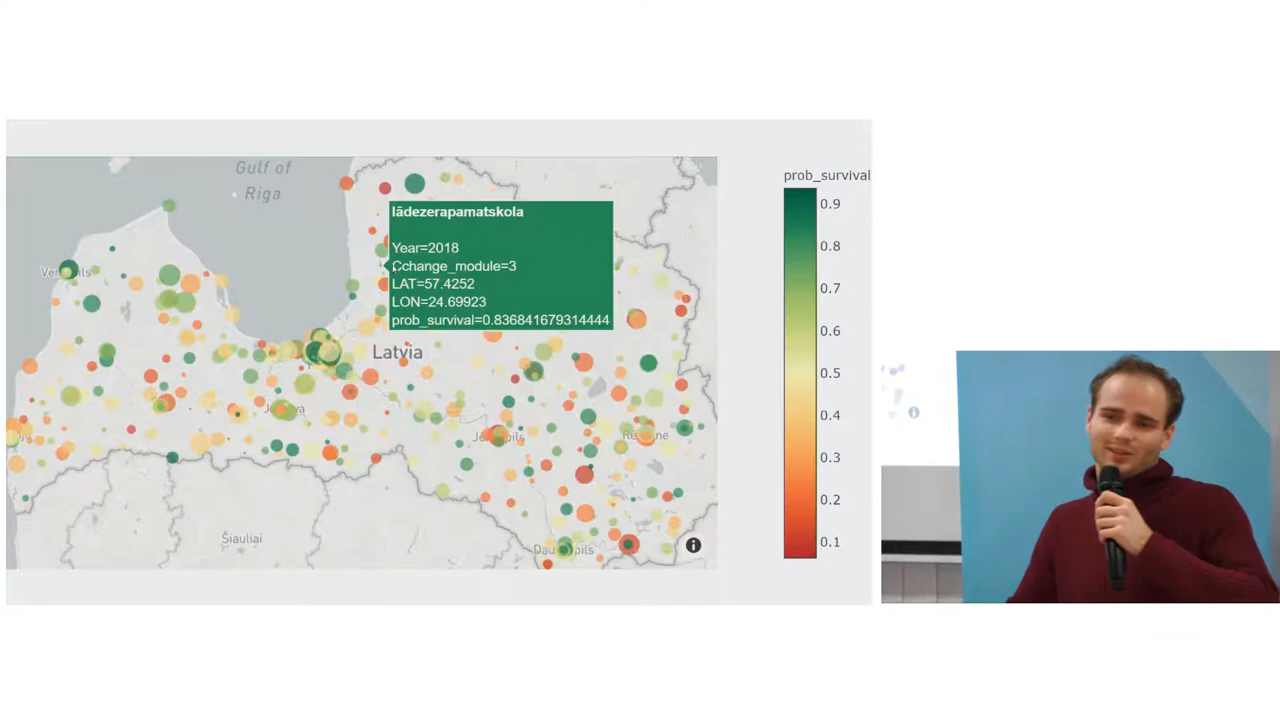 Gulf of
Riga
prob_survival
0.9
0.8
0.7
0.6
0.5
0.4
0.3
0.2
0.1
lādezerapamatskola
Year=2018
Cchange_module=3
LAT=57.4252
LON=24.69923
prob_survival=0.836841679314444
Latvia
Šiauliai